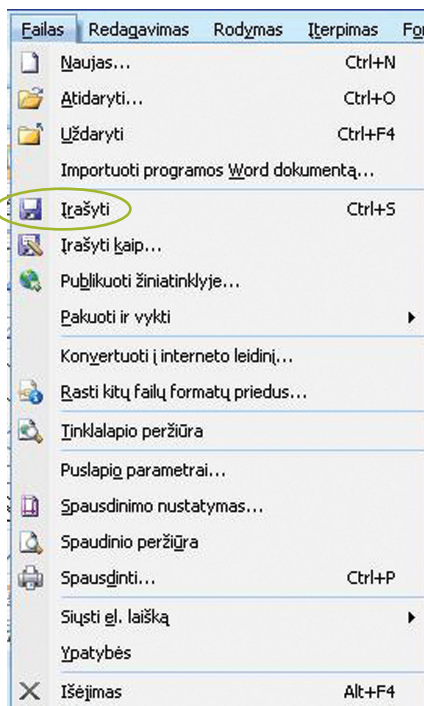 Failas Redagavimas Rodymas Įterpimas Fo
Naujas... Ctrl+N
Atidaryti... Ctrl+O
Uždaryti Ctrl+F4
Importuoti programos Word dokumentą...
Įrašyti Ctrl+S
Įrašyti kaip...
Publikuoti žiniatinklyje...
Pakuoti ir vykti
Konvertuoti į interneto leidinį...
Rasti kitų failų formatų priedus...
Tinklalapio peržiūra
Puslapio parametrai...
Spausdinimo nustatymas...
Spaudinio peržiūra
Spausdinti... Ctrl+P
Siųsti el. laišką
Ypatybės
Išėjimas Alt+F4